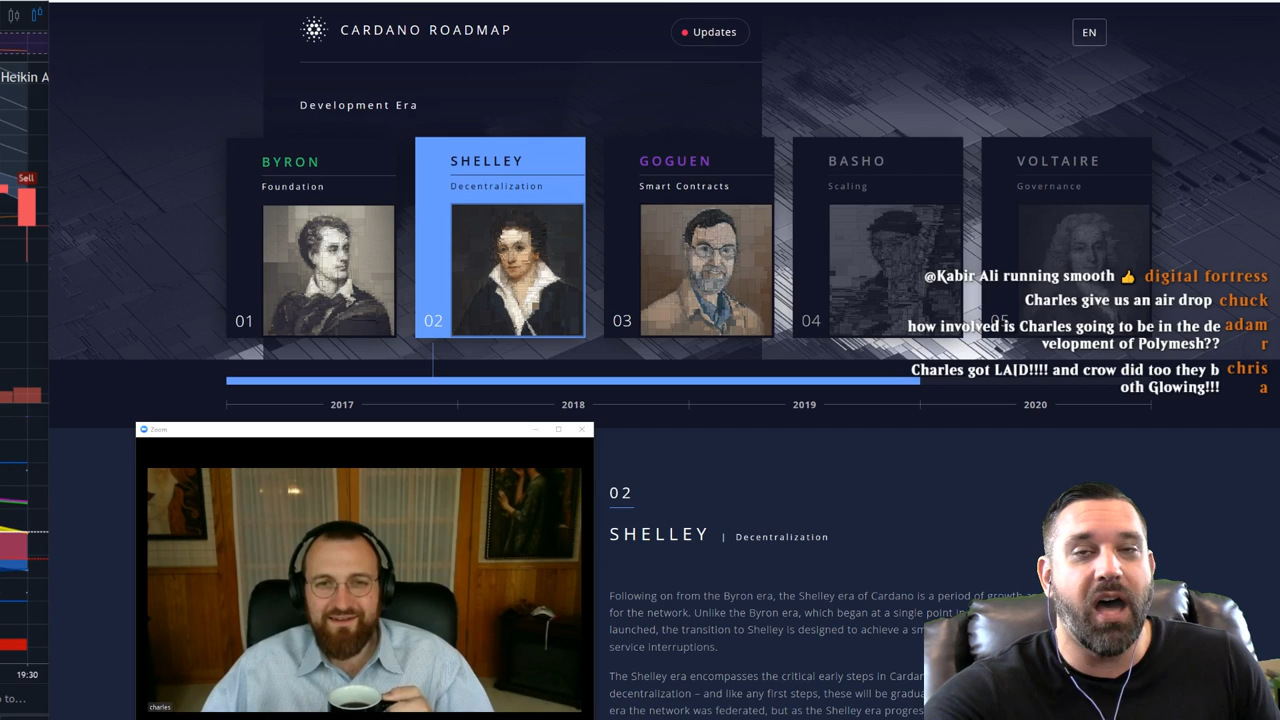 CARDANO ROADMAP
Updates
EN
Heikin A
Development Era
BYRON
Foundation
01
SHELLEY
Decentralization
02
GOGUEN
Smart Contracts
03
BASHO
Scaling
04
VOLTAIRE
Governance
05
Sell
@Kabir Ali running smooth 👍 digital fortress
Charles give us an air drop chuck
how involved is Charles going to be in the de adam
velopment of Polymesh?? r
Charles got LAID!!!! and crow did too they b chris
oth Glowing!!! a
2017
2018
2019
2020
Zoom
charles
02
SHELLEY | Decentralization
Following on from the Byron era, the Shelley era of Cardano is a period of growth
for the network. Unlike the Byron era, which began at a single point in
launched, the transition to Shelley is designed to achieve a sm
service interruptions.
The Shelley era encompasses the critical early steps in Cardan
decentralization – and like any first steps, these will be gradua
era the network was federated, but as the Shelley era progres
19:30
to...